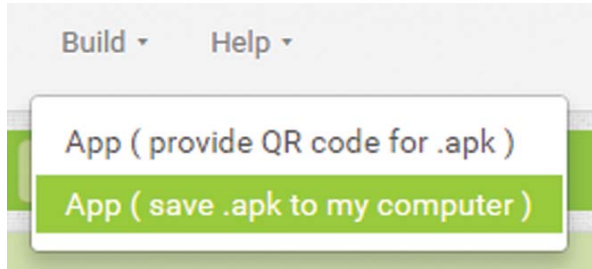 Build Help
App ( provide QR code for .apk )
App ( save .apk to my computer )